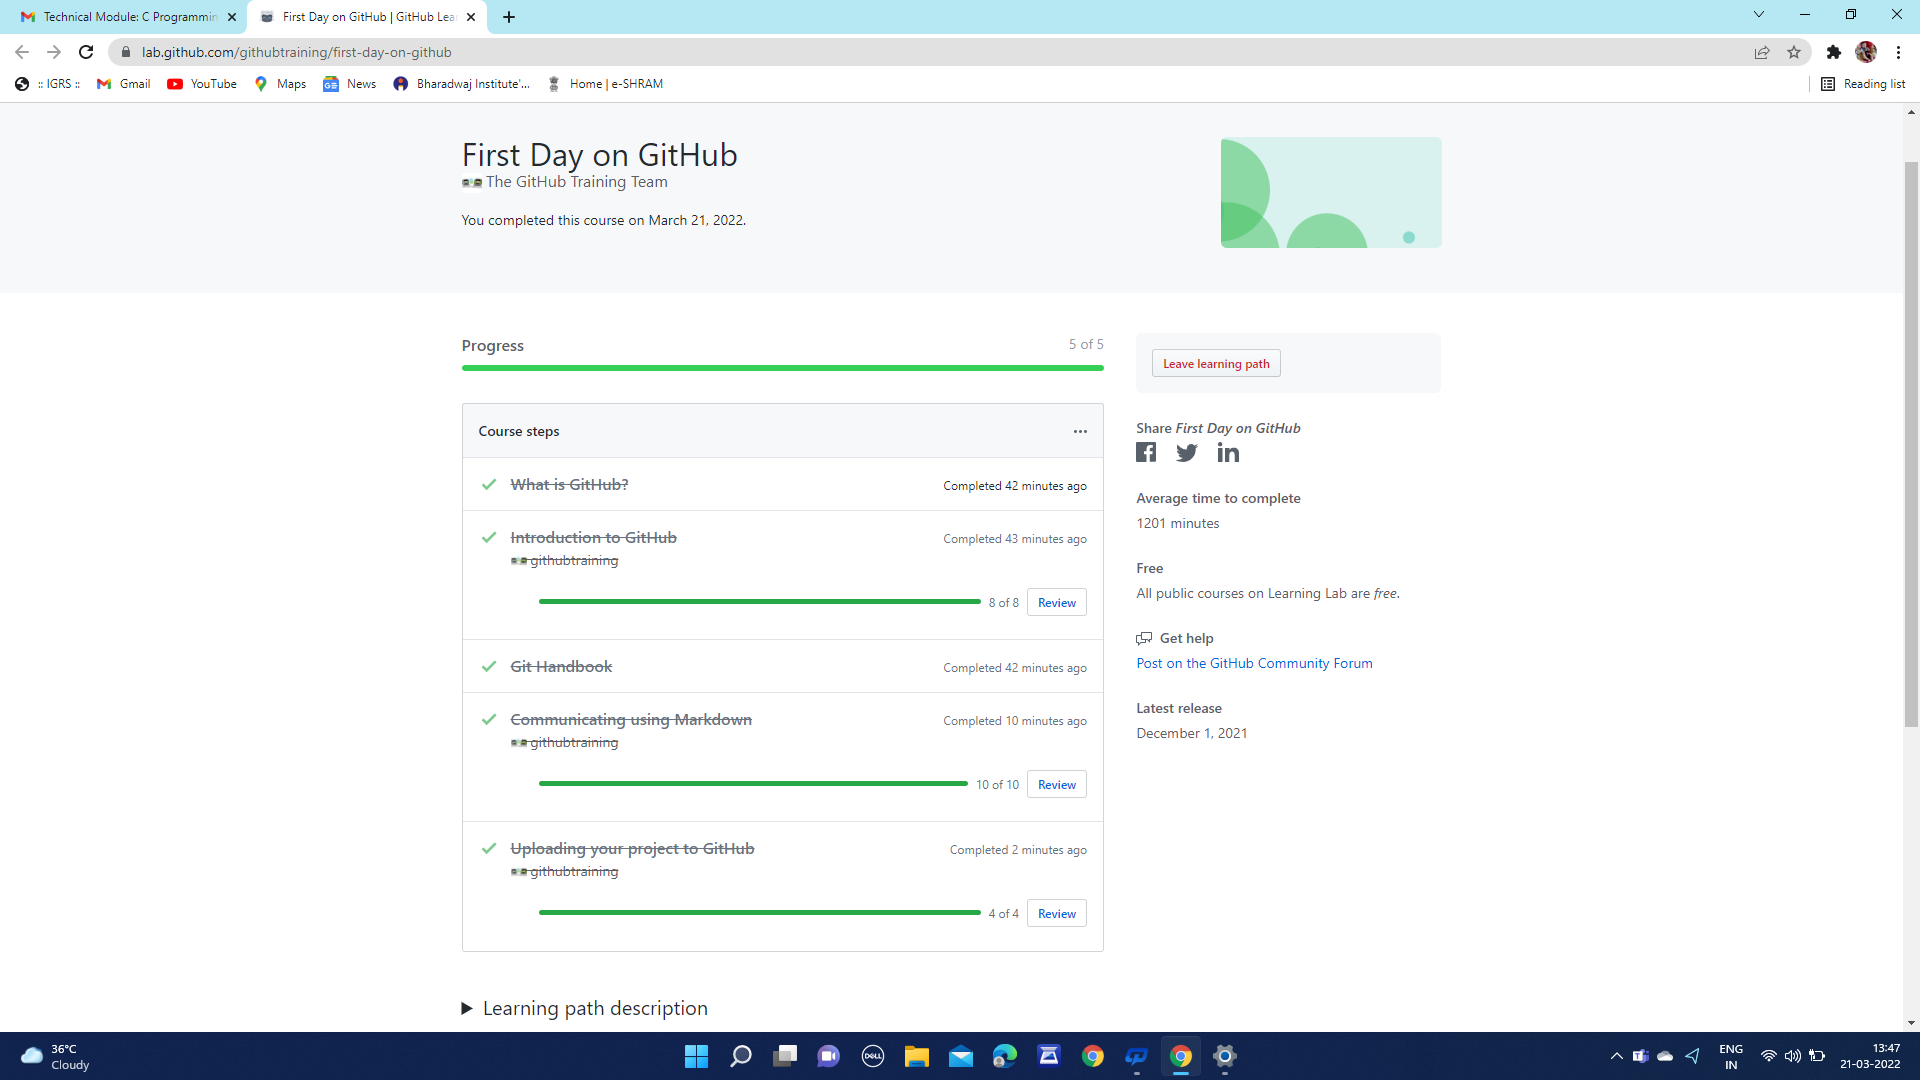 Technical Module: C Programmin
First Day on GitHub | GitHub Lea
lab.github.com/githubtraining/first-day-on-github
:: IGRS ::
Gmail
YouTube
Maps
News
Bharadwaj Institute'...
Home | e-SHRAM
Reading list
First Day on GitHub
The GitHub Training Team
You completed this course on March 21, 2022.
Progress
5 of 5
Course steps
What is GitHub?
Completed 42 minutes ago
Introduction to GitHub
Completed 43 minutes ago
githubtraining
8 of 8
Review
Git Handbook
Completed 42 minutes ago
Communicating using Markdown
Completed 10 minutes ago
githubtraining
10 of 10
Review
Uploading your project to GitHub
Completed 2 minutes ago
githubtraining
4 of 4
Review
Leave learning path
Share First Day on GitHub
Average time to complete
1201 minutes
Free
All public courses on Learning Lab are free.
Get help
Post on the GitHub Community Forum
Latest release
December 1, 2021
Learning path description
36°C
Cloudy
DELL
ENG
IN
13:47
21-03-2022